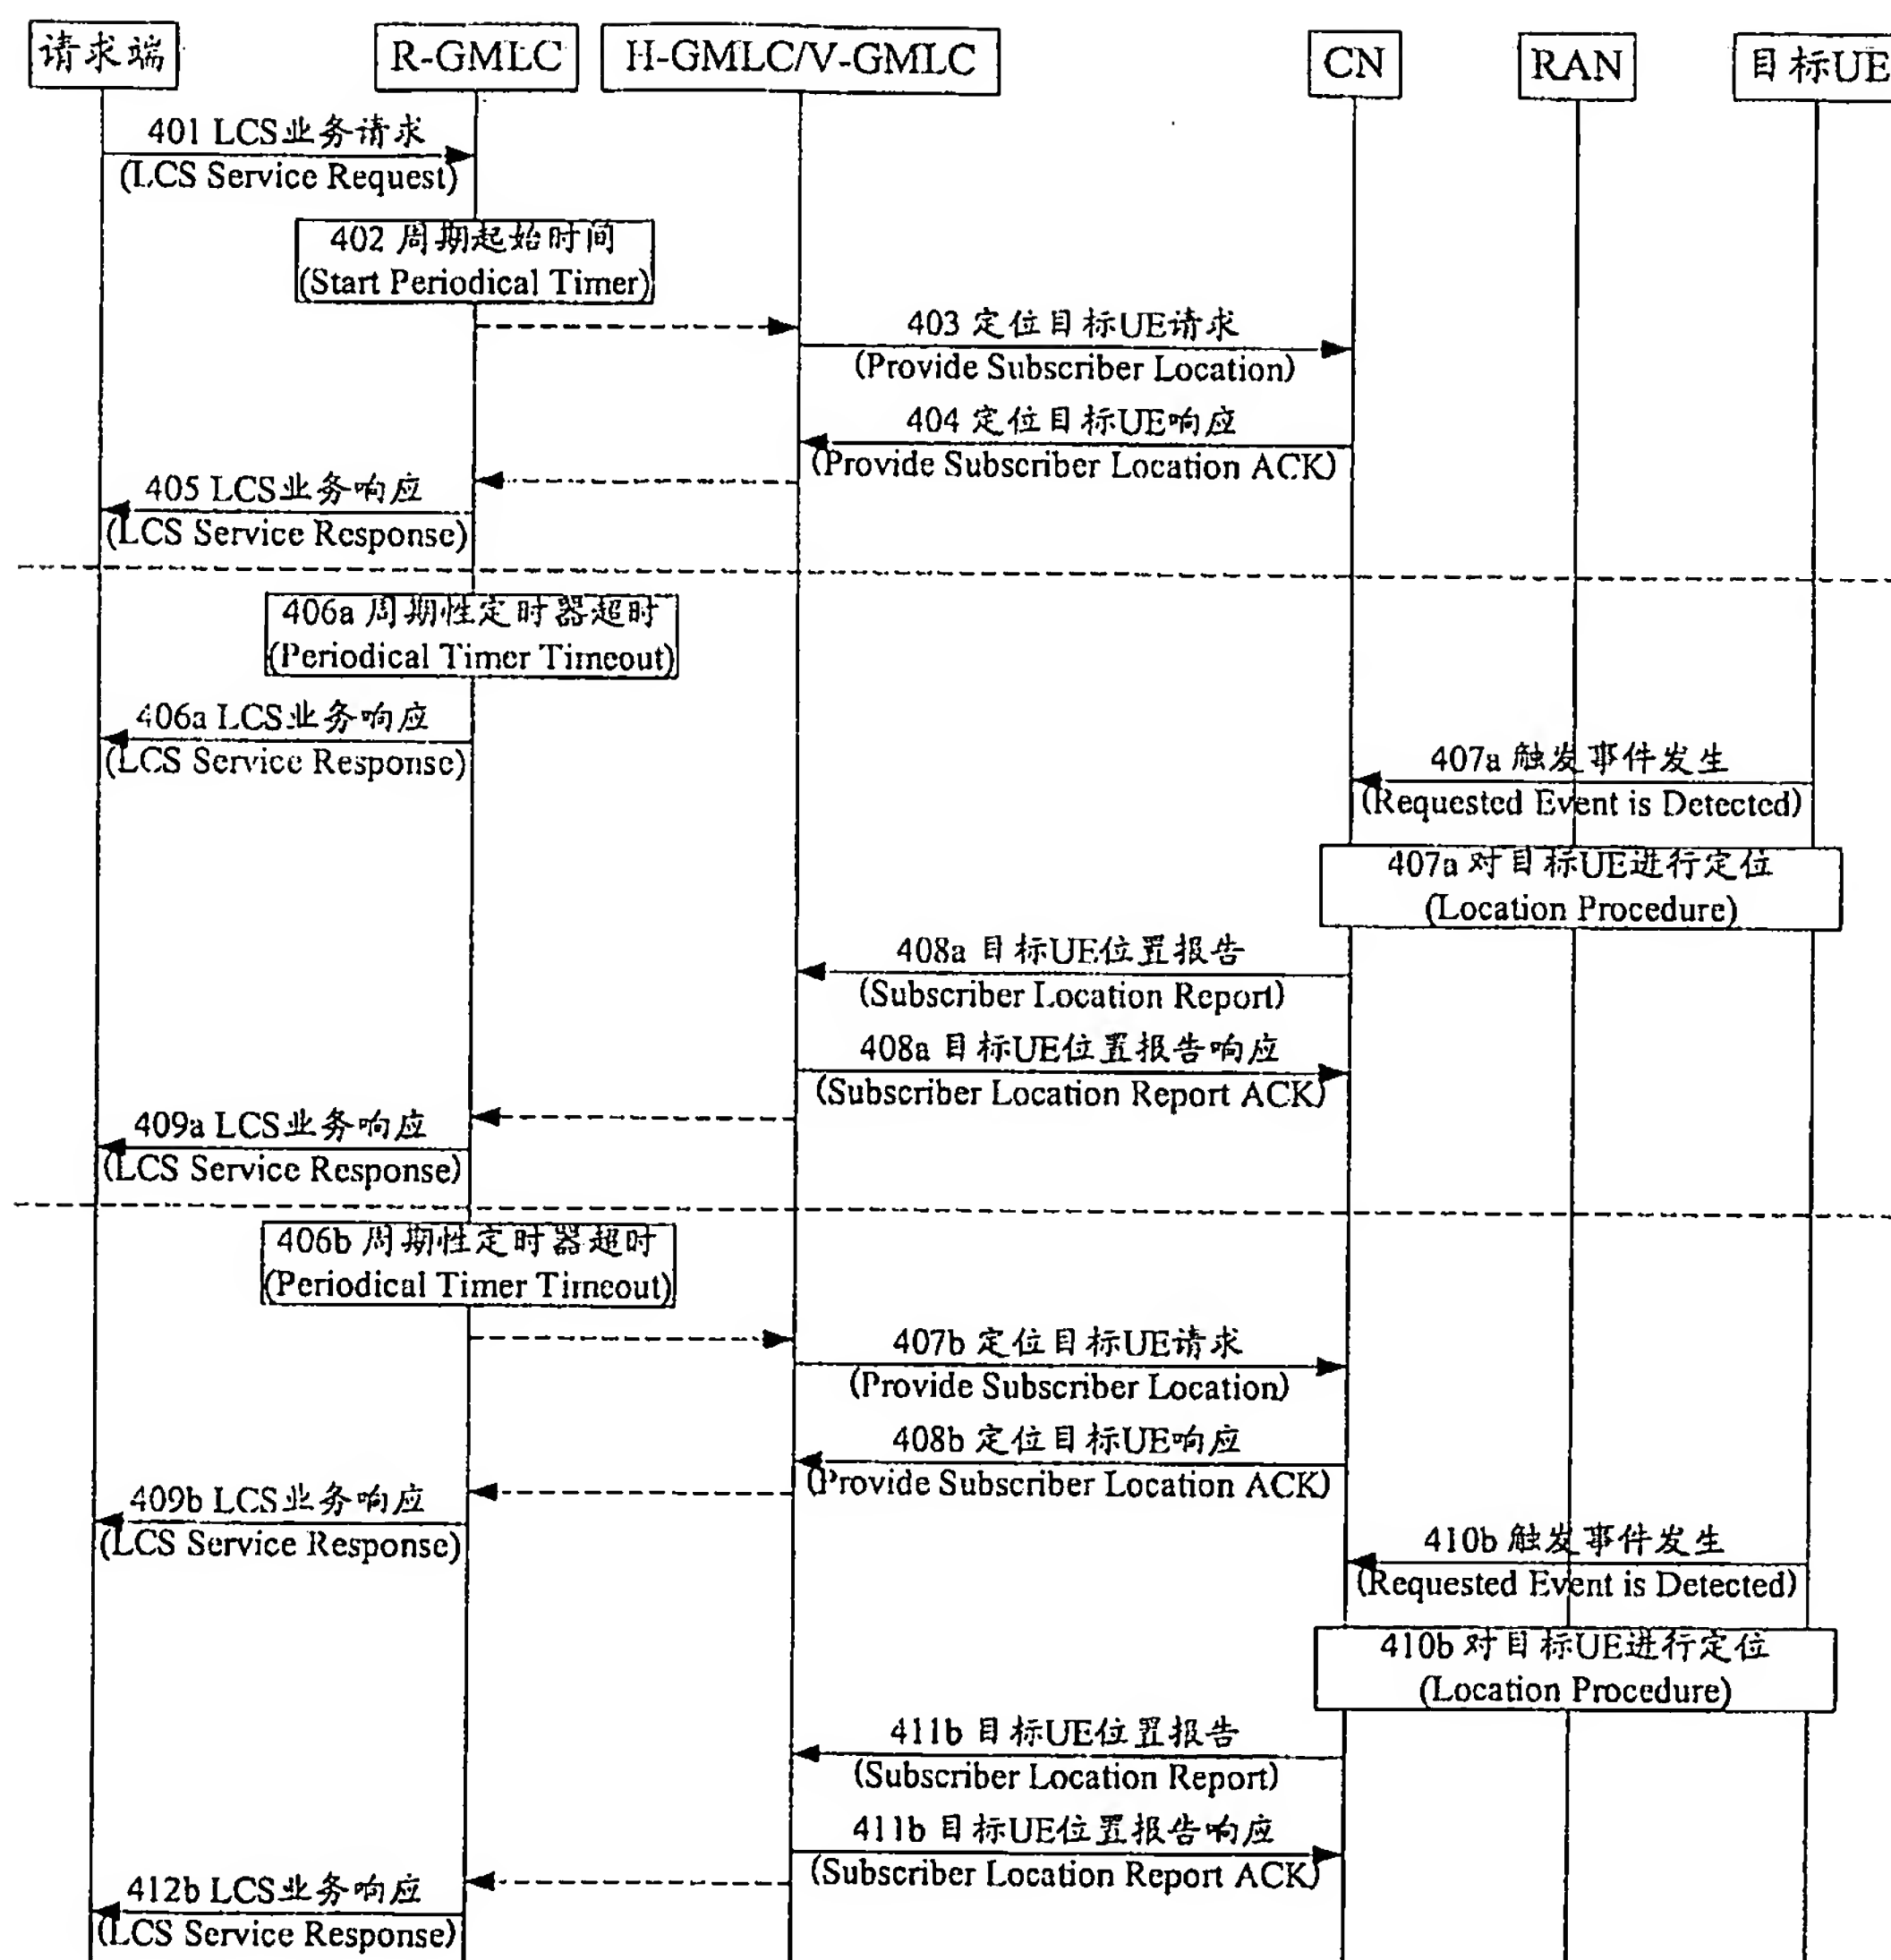 请求端
R-GMLC
H-GMLC/V-GMLC
CN
RAN
目标UE
401 LCS业务请求
(LCS Service Request)
402 周期起始时间
(Start Periodical Timer)
403 定位目标UE请求
(Provide Subscriber Location)
404 定位目标UE响应
(Provide Subscriber Location ACK)
405 LCS业务响应
(LCS Service Response)
406a 周期性定时器超时
(Periodical Timer Timeout)
406a LCS业务响应
(LCS Service Response)
407a 触发事件发生
(Requested Event is Detected)
407a 对目标UE进行定位
(Location Procedure)
408a 目标UE位置报告
(Subscriber Location Report)
408a 目标UE位置报告响应
(Subscriber Location Report ACK)
409a LCS业务响应
(LCS Service Response)
406b 周期性定时器超时
(Periodical Timer Timeout)
407b 定位目标UE请求
(Provide Subscriber Location)
408b 定位目标UE响应
(Provide Subscriber Location ACK)
409b LCS业务响应
(LCS Service Response)
410b 触发事件发生
(Requested Event is Detected)
410b 对目标UE进行定位
(Location Procedure)
411b 目标UE位置报告
(Subscriber Location Report)
411b 目标UE位置报告响应
(Subscriber Location Report ACK)
412b LCS业务响应
(LCS Service Response)